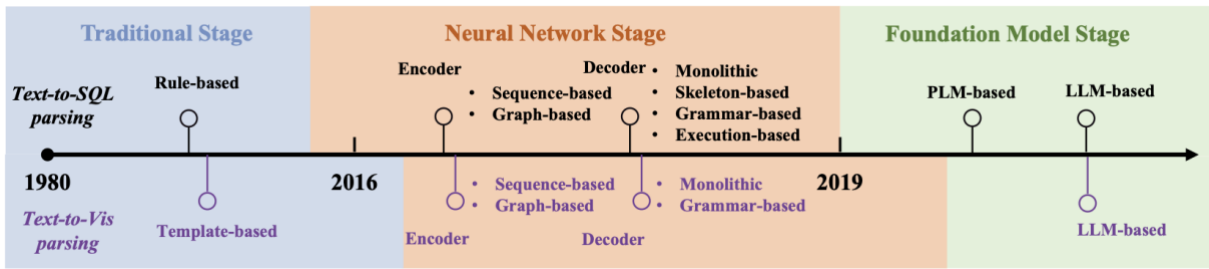 Traditional Stage
Neural Network Stage
Foundation Model Stage
Text-to-SQL
parsing
Rule-based
Encoder
• Sequence-based
• Graph-based
Decoder
• Monolithic
• Skeleton-based
• Grammar-based
• Execution-based
PLM-based
LLM-based
1980
2016
2019
Text-to-Vis
parsing
Template-based
• Sequence-based
• Graph-based
Encoder
• Monolithic
• Grammar-based
Decoder
LLM-based